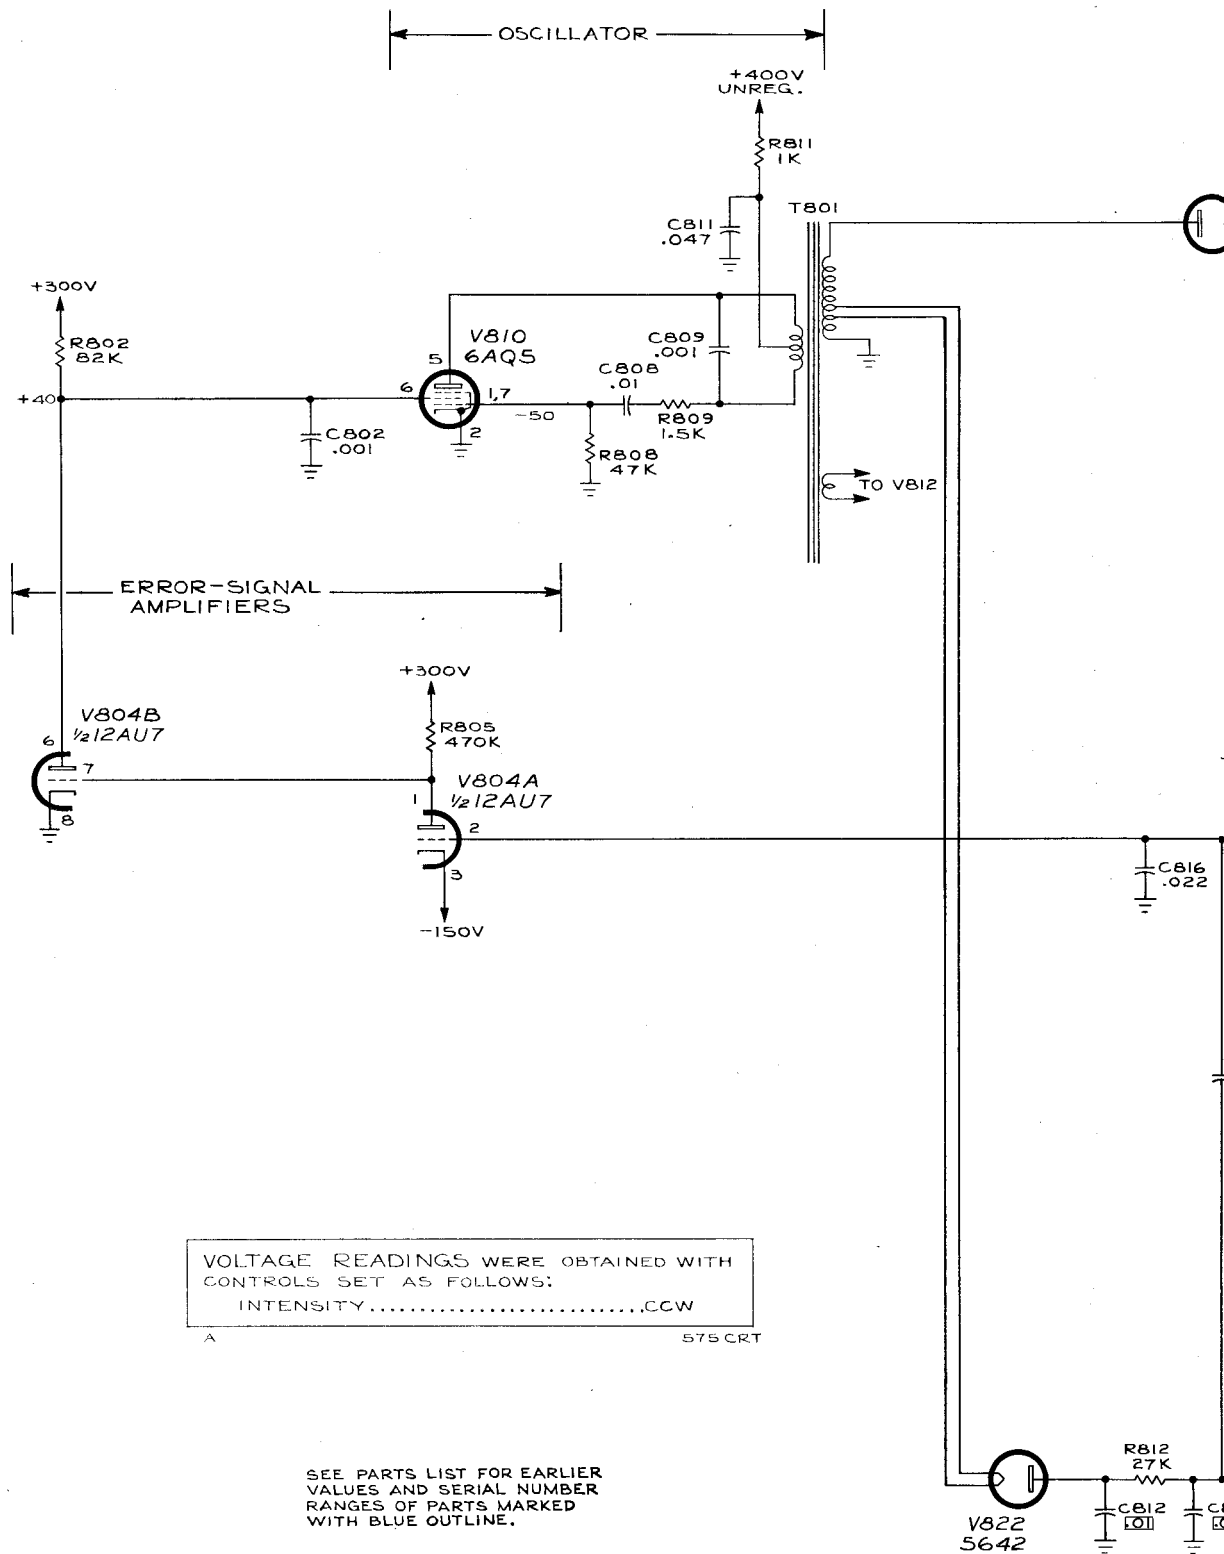 OSCILLATOR
+400V
UNREG.
R811
1K
T801
C811
.047
+300V
R802
82K
V810
6AQ5
C809
.001
5
C808
.01
6
1,7
+40
-50
2
R809
1.5K
C802
.001
R808
47K
TO V812
ERROR-SIGNAL
AMPLIFIERS
+300V
V804B
½12AU7
R805
470K
6
7
V804A
½12AU7
1
2
8
3
C816
.022
-150V
VOLTAGE READINGS WERE OBTAINED WITH
CONTROLS SET AS FOLLOWS:
INTENSITY...........................CCW
A
575 CRT
SEE PARTS LIST FOR EARLIER
VALUES AND SERIAL NUMBER
RANGES OF PARTS MARKED
WITH BLUE OUTLINE.
R812
27K
C812
.01
V822
5642